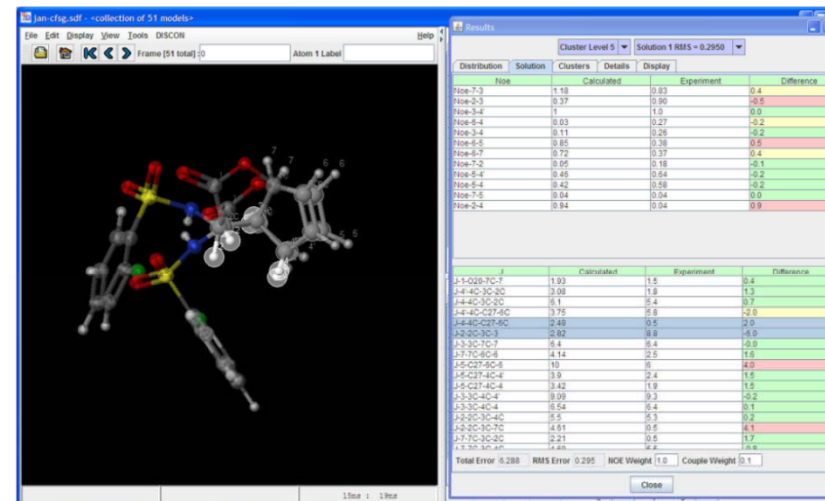 jan-cfsg.sdf - <collection of 51 models>
File Edit Display View Tools DISCON Help
Frame [51 total] :0 Atom 1 Label
7
7
6
6
5
5
15ms : 19ms
Results
Cluster Level 5 Solution 1 RMS = 0.2950
Distribution Solution Clusters Details Display
Noe Calculated Experiment Difference
Noe-7-3 1.18 0.83 0.4
Noe-2-3 0.37 0.90 -0.5
Noe-3-4' 1 1.0 0.0
Noe-6-4 0.03 0.27 -0.2
Noe-3-4 0.11 0.26 -0.2
Noe-6-5 0.85 0.38 0.5
Noe-6-7 0.72 0.37 0.4
Noe-7-2 0.05 0.18 -0.1
Noe-5-4' 0.46 0.64 -0.2
Noe-5-4 0.42 0.58 -0.2
Noe-7-5 0.04 0.04 0.0
Noe-2-4 0.94 0.04 0.9
J Calculated Experiment Difference
J-1-O29-7C-7 1.93 1.5 0.4
J-4'-4C-3C-2C 3.08 1.8 1.3
J-4-4C-3C-2C 6.1 5.4 0.7
J-4'-4C-C27-6C 3.75 5.8 -2.0
J-4-4C-C27-6C 2.49 0.5 2.0
J-2-2C-3C-3 2.82 8.8 -6.0
J-3-3C-7C-7 6.4 6.4 -0.0
J-7-7C-6C-6 4.14 2.5 1.6
J-5-C27-6C-6 10 6 4.0
J-5-C27-4C-4' 3.9 2.4 1.5
J-5-C27-4C-4 3.42 1.9 1.5
J-3-3C-4C-4' 9.09 9.3 -0.2
J-3-3C-4C-4 6.54 6.4 0.1
J-2-2C-3C-4C 5.5 5.3 0.2
J-2-2C-3C-7C 4.61 0.5 4.1
J-7-7C-3C-2C 2.21 0.5 1.7
Total Error 6.288 RMS Error 0.295 NOE Weight 1.0 Couple Weight 0.1
Close